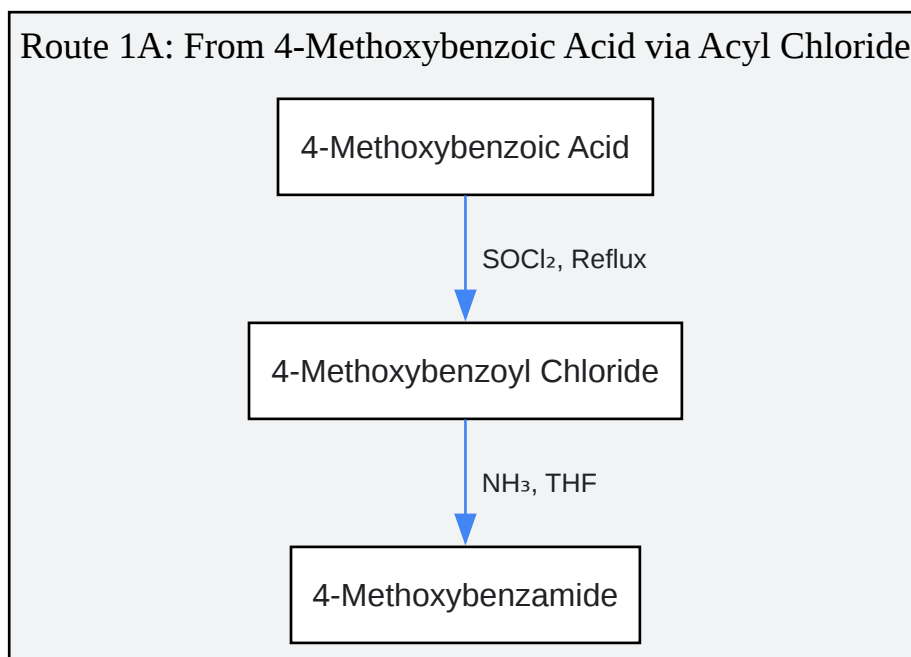 Route 1A: From 4-Methoxybenzoic Acid via Acyl Chloride
4-Methoxybenzoic Acid
SOCl₂, Reflux
4-Methoxybenzoyl Chloride
NH₃, THF
4-Methoxybenzamide